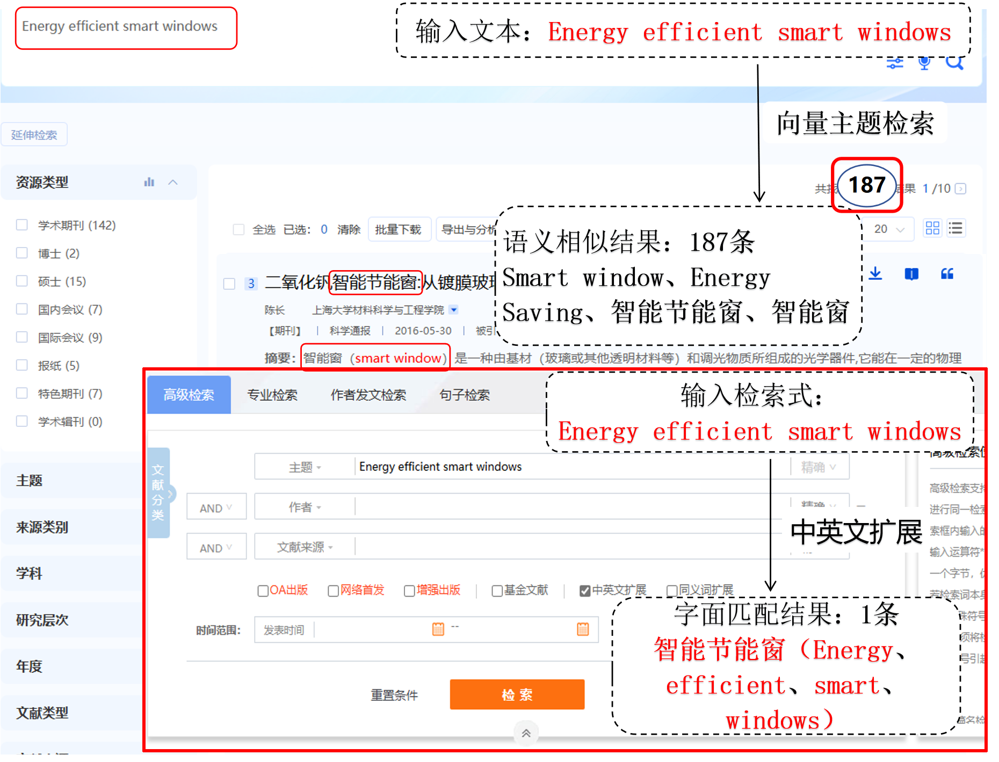 Energy efficient smart windows
输入文本：Energy efficient smart windows
向量主题检索
延伸检索
资源类型
共找 187 结果 1 /10
学术期刊 (142)
博士 (2)
硕士 (15)
国内会议 (7)
国际会议 (9)
报纸 (5)
特色期刊 (7)
学术辑刊 (0)
主题
来源类别
学科
研究层次
年度
文献类型
全选 已选： 0 清除 批量下载 导出与分析
20
语义相似结果：187条
Smart window、Energy
Saving、智能节能窗、智能窗
3 二氧化钒智能节能窗:从镀膜玻璃
陈长 上海大学材料科学与工程学院
【期刊】 | 科学通报 | 2016-05-30 | 被引
摘要：智能窗（smart window）是一种由基材（玻璃或其他透明材料等）和调光物质所组成的光学器件,它能在一定的物理
高级检索 专业检索 作者发文检索 句子检索
输入检索式：
Energy efficient smart windows
文献分类
主题 Energy efficient smart windows 精确
AND 作者 精确
AND 文献来源
中英文扩展
OA出版 网络首发 增强出版 | 基金文献 | 中英文扩展 同义词扩展
时间范围： 发表时间 --
重置条件 检 索
字面匹配结果：1条
智能节能窗（Energy、
efficient、smart、
windows）
高级检索支持
进行同一检索
索框内输入的
输入运算符*
一个字节，
若检索词本身
殊符号
须将检
号引起